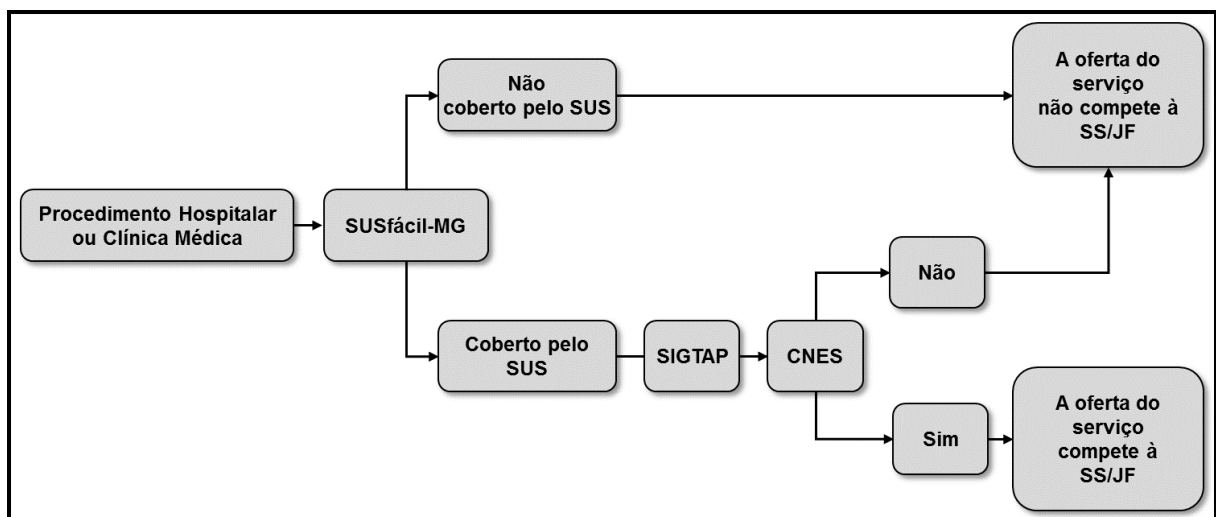 Procedimento Hospitalar
ou Clínica Médica
SUSfácil-MG
Não
coberto pelo SUS
A oferta do
serviço
não compete à
SS/JF
Coberto pelo
SUS
SIGTAP
CNES
Não
Sim
A oferta do
serviço
compete à
SS/JF